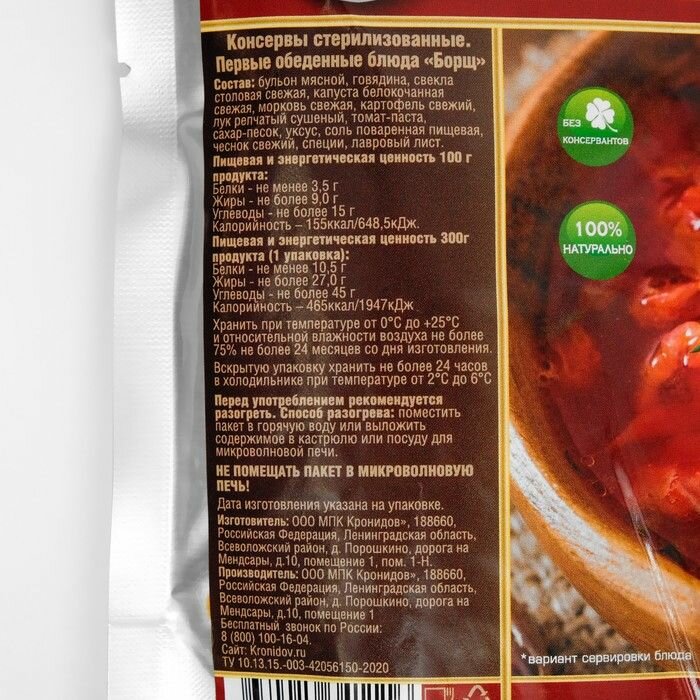 Консервы стерилизованные.
Первые обеденные блюда «Борщ»
Состав: бульон мясной, говядина, свекла
столовая свежая, капуста белокочанная
свежая, морковь свежая, картофель свежий,
лук репчатый сушеный, томат-паста,
сахар-песок, уксус, соль поваренная пищевая,
чеснок свежий, специи, лавровый лист.
Пищевая и энергетическая ценность 100 г
продукта:
Белки - не менее 3,5 г
Жиры - не более 9,0 г
Углеводы - не более 15 г
Калорийность – 155ккал/648,5кДж.
Пищевая и энергетическая ценность 300г
продукта (1 упаковка):
Белки - не менее 10,5 г
Жиры - не более 27,0 г
Углеводы - не более 45 г
Калорийность – 465ккал/1947кДж
Хранить при температуре от 0°С до +25°С
и относительной влажности воздуха не более
75% не более 24 месяцев со дня изготовления.
Вскрытую упаковку хранить не более 24 часов
в холодильнике при температуре от 2°С до 6°С
Перед употреблением рекомендуется
разогреть. Способ разогрева: поместить
пакет в горячую воду или выложить
содержимое в кастрюлю или посуду для
микроволновой печи.
НЕ ПОМЕЩАТЬ ПАКЕТ В МИКРОВОЛНОВУЮ
ПЕЧЬ!
Дата изготовления указана на упаковке.
Изготовитель: ООО МПК Кронидов», 188660,
Российская Федерация, Ленинградская область,
Всеволожский район, д. Порошкино, дорога на
Мендсары, д.10, помещение 1, пом. 1-Н.
Производитель: ООО МПК Кронидов», 188660,
Российская Федерация, Ленинградская область,
Всеволожский район, д. Порошкино, дорога на
Мендсары, д.10, помещение 1
Бесплатный звонок по России:
8 (800) 100-16-04.
Сайт: Kronidov.ru
ТУ 10.13.15.-003-42056150-2020
БЕЗ
КОНСЕРВАНТОВ
100%
НАТУРАЛЬНО
*вариант сервировки блюда